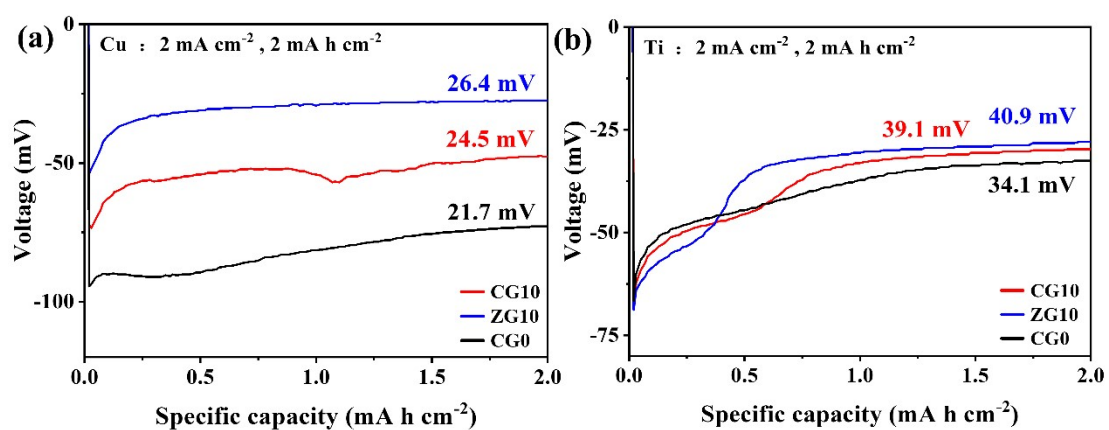 (a)
Cu ：2 mA cm⁻² , 2 mA h cm⁻²
26.4 mV
24.5 mV
21.7 mV
CG10
ZG10
CG0
0
-50
-100
Voltage (mV)
0.0 0.5 1.0 1.5 2.0
Specific capacity (mA h cm⁻²)
(b)
Ti ：2 mA cm⁻² , 2 mA h cm⁻²
39.1 mV
40.9 mV
34.1 mV
CG10
ZG10
CG0
0
-25
-50
-75
Voltage (mV)
0.0 0.5 1.0 1.5 2.0
Specific capacity (mA h cm⁻²)